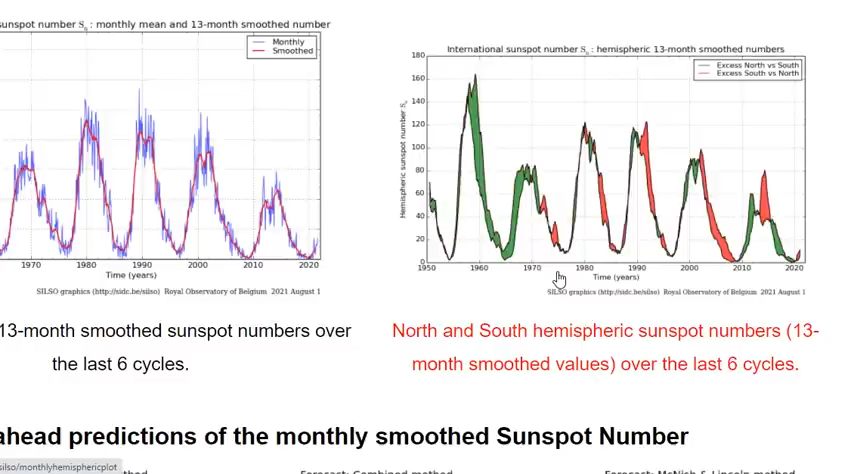 sunspot number Sn : monthly mean and 13-month smoothed number
Monthly
Smoothed
1970 1980 1990 2000 2010 2020
Time (years)
SILSO graphics (http://sidc.be/silso) Royal Observatory of Belgium 2021 August 1
International sunspot number Sn : hemispheric 13-month smoothed numbers
Excess North vs South
Excess South vs North
Hemispheric sunspot number Sn
180
160
140
120
100
80
60
40
20
0
1950 1960 1970 1980 1990 2000 2010 2020
Time (years)
SILSO graphics (http://sidc.be/silso) Royal Observatory of Belgium 2021 August 1
13-month smoothed sunspot numbers over
the last 6 cycles.
North and South hemispheric sunspot numbers (13-
month smoothed values) over the last 6 cycles.
ahead predictions of the monthly smoothed Sunspot Number
silso/monthlyhemisphericplot
Forecast: Combined method